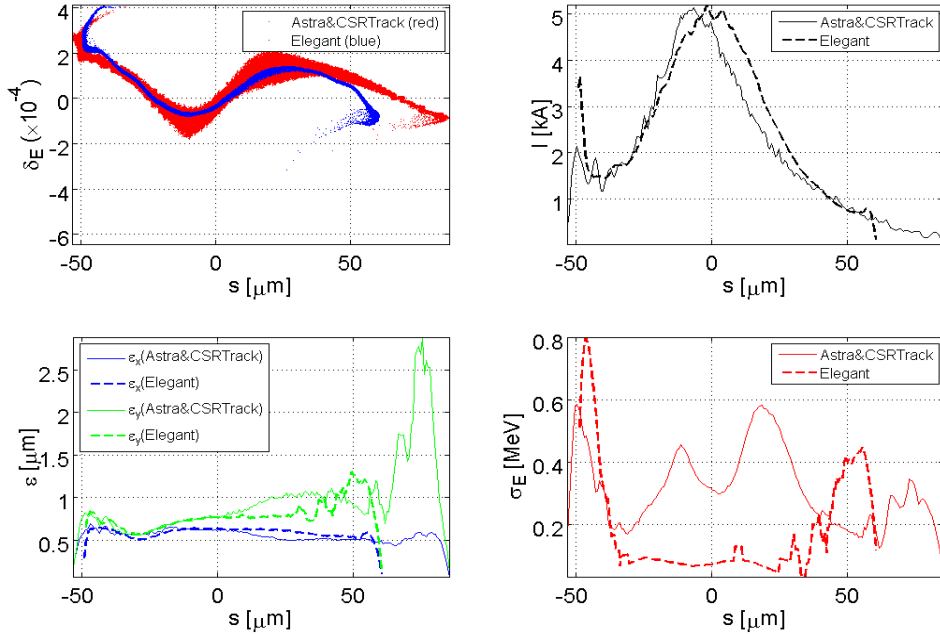 4
2
0
-2
-4
-6
δE (×10^-4)
-50
0
50
s [μm]
Astra&CSRTrack (red)
Elegant (blue)
5
4
3
2
1
I [kA]
-50
0
50
s [μm]
Astra&CSRTrack
Elegant
2.5
2
1.5
1
0.5
ε [μm]
-50
0
50
s [μm]
εx(Astra&CSRTrack)
εx(Elegant)
εy(Astra&CSRTrack)
εy(Elegant)
0.8
0.6
0.4
0.2
σE [MeV]
-50
0
50
s [μm]
Astra&CSRTrack
Elegant